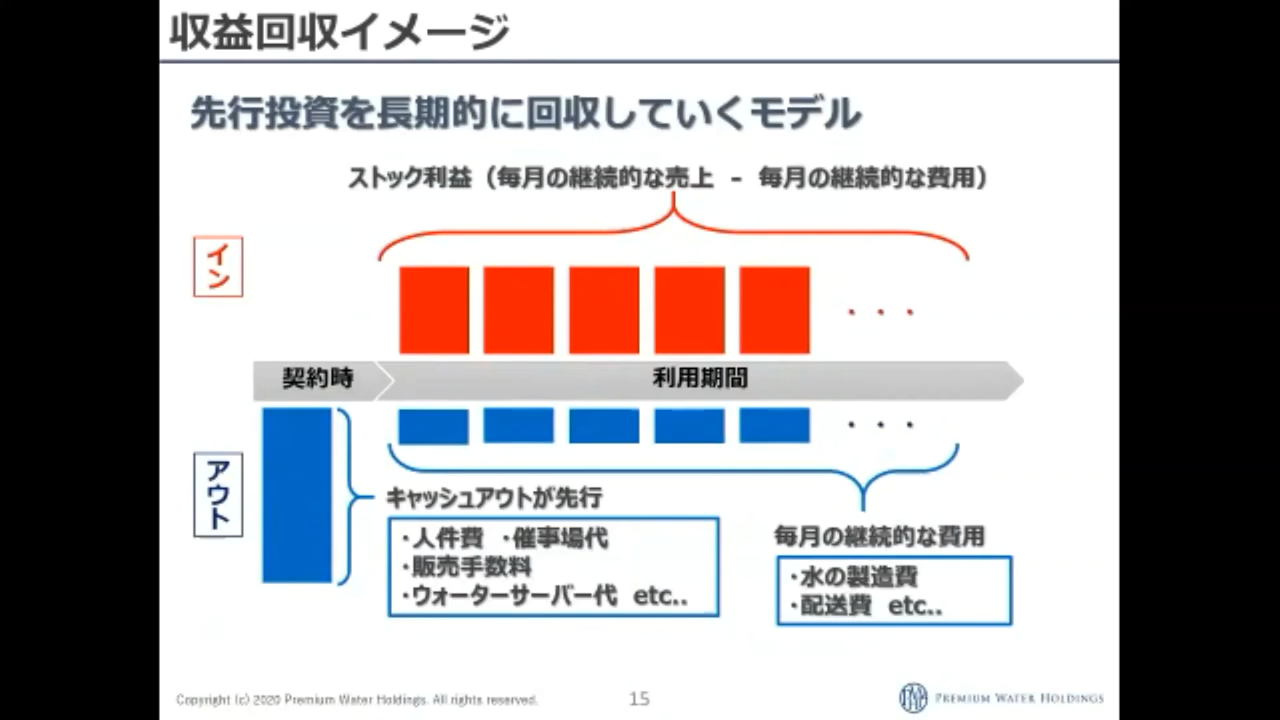 収益回収イメージ
先行投資を長期的に回収していくモデル
ストック利益（毎月の継続的な売上 － 毎月の継続的な費用）
イン
・・・
契約時
利用期間
・・・
アウト
キャッシュアウトが先行
・人件費 ・催事場代
・販売手数料
・ウォーターサーバー代 etc..
毎月の継続的な費用
・水の製造費
・配送費 etc..
Copyright (c) 2020 Premium Water Holdings. All rights reserved.
15
PREMIUM WATER HOLDINGS